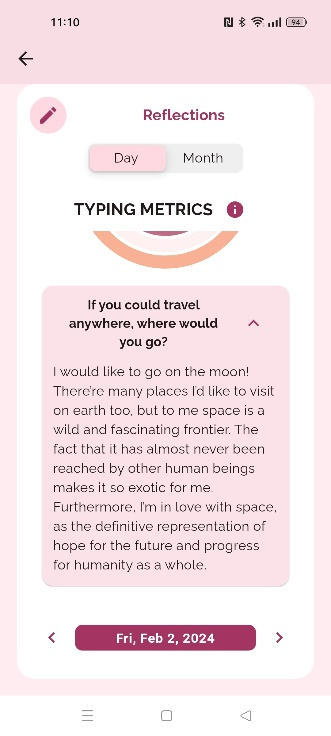 11:10
94
Reflections
Day
Month
TYPING METRICS
If you could travel
anywhere, where would
you go?
I would like to go on the moon!
There're many places I'd like to visit
on earth too, but to me space is a
wild and fascinating frontier. The
fact that it has almost never been
reached by other human beings
makes it so exotic for me.
Furthermore, I'm in love with space,
as the definitive representation of
hope for the future and progress
for humanity as a whole.
Fri, Feb 2, 2024